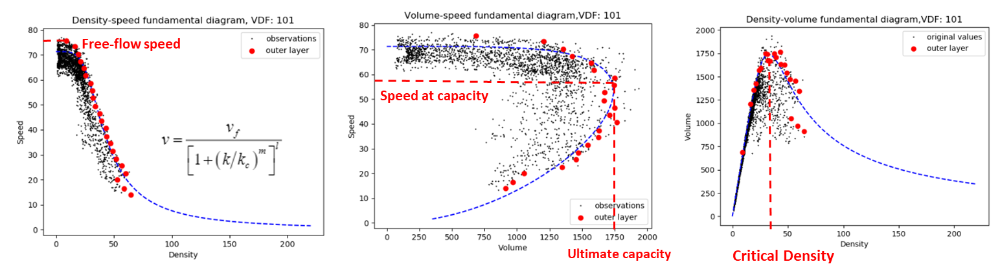 Density-speed fundamental diagram, VDF: 101
80
70
60
50
40
30
20
10
0
Speed
Free-flow speed
observations
outer layer
v = v_f / [1+(k/k_c)^m]^l
0
50
100
150
200
Density
Volume-speed fundamental diagram,VDF: 101
80
70
60
50
40
30
20
10
0
Speed
Speed at capacity
observations
outer layer
0
250
500
750
1000
1250
1500
1750
2000
Volume
Ultimate capacity
Density-volume fundamental diagram,VDF: 101
2000
1750
1500
1250
1000
750
500
250
0
Volume
original values
outer layer
0
50
100
150
200
Density
Critical Density